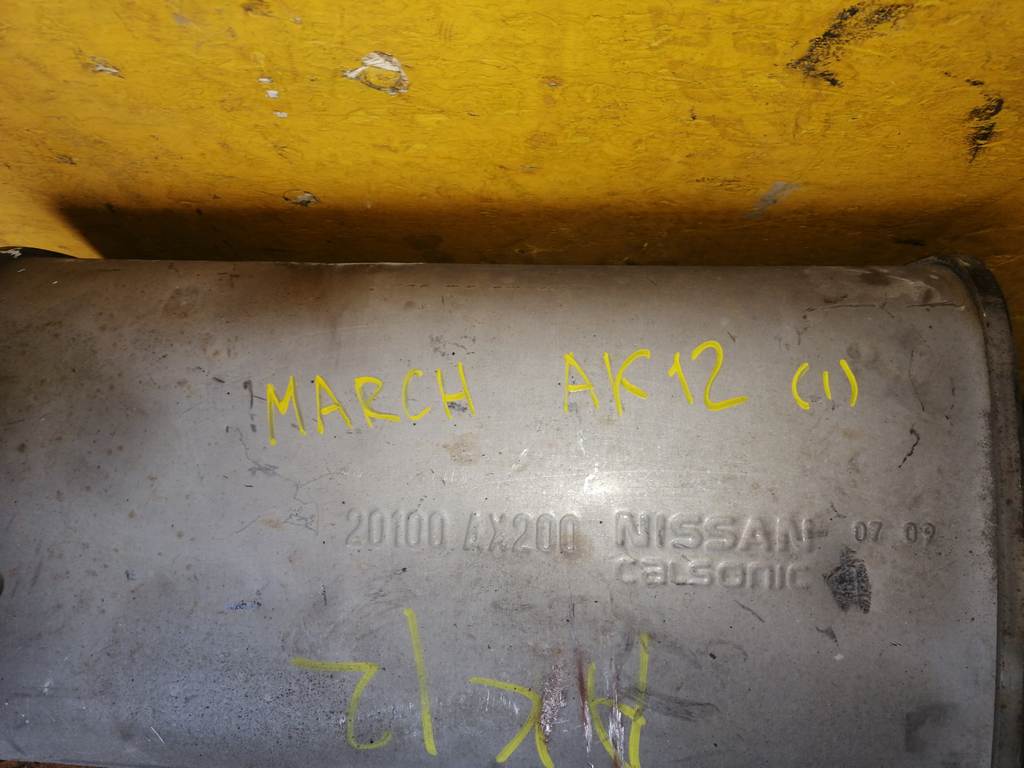 MARCH AK12 (1)
20100 AX200 NISSAN 07 09
calsonic
AK12